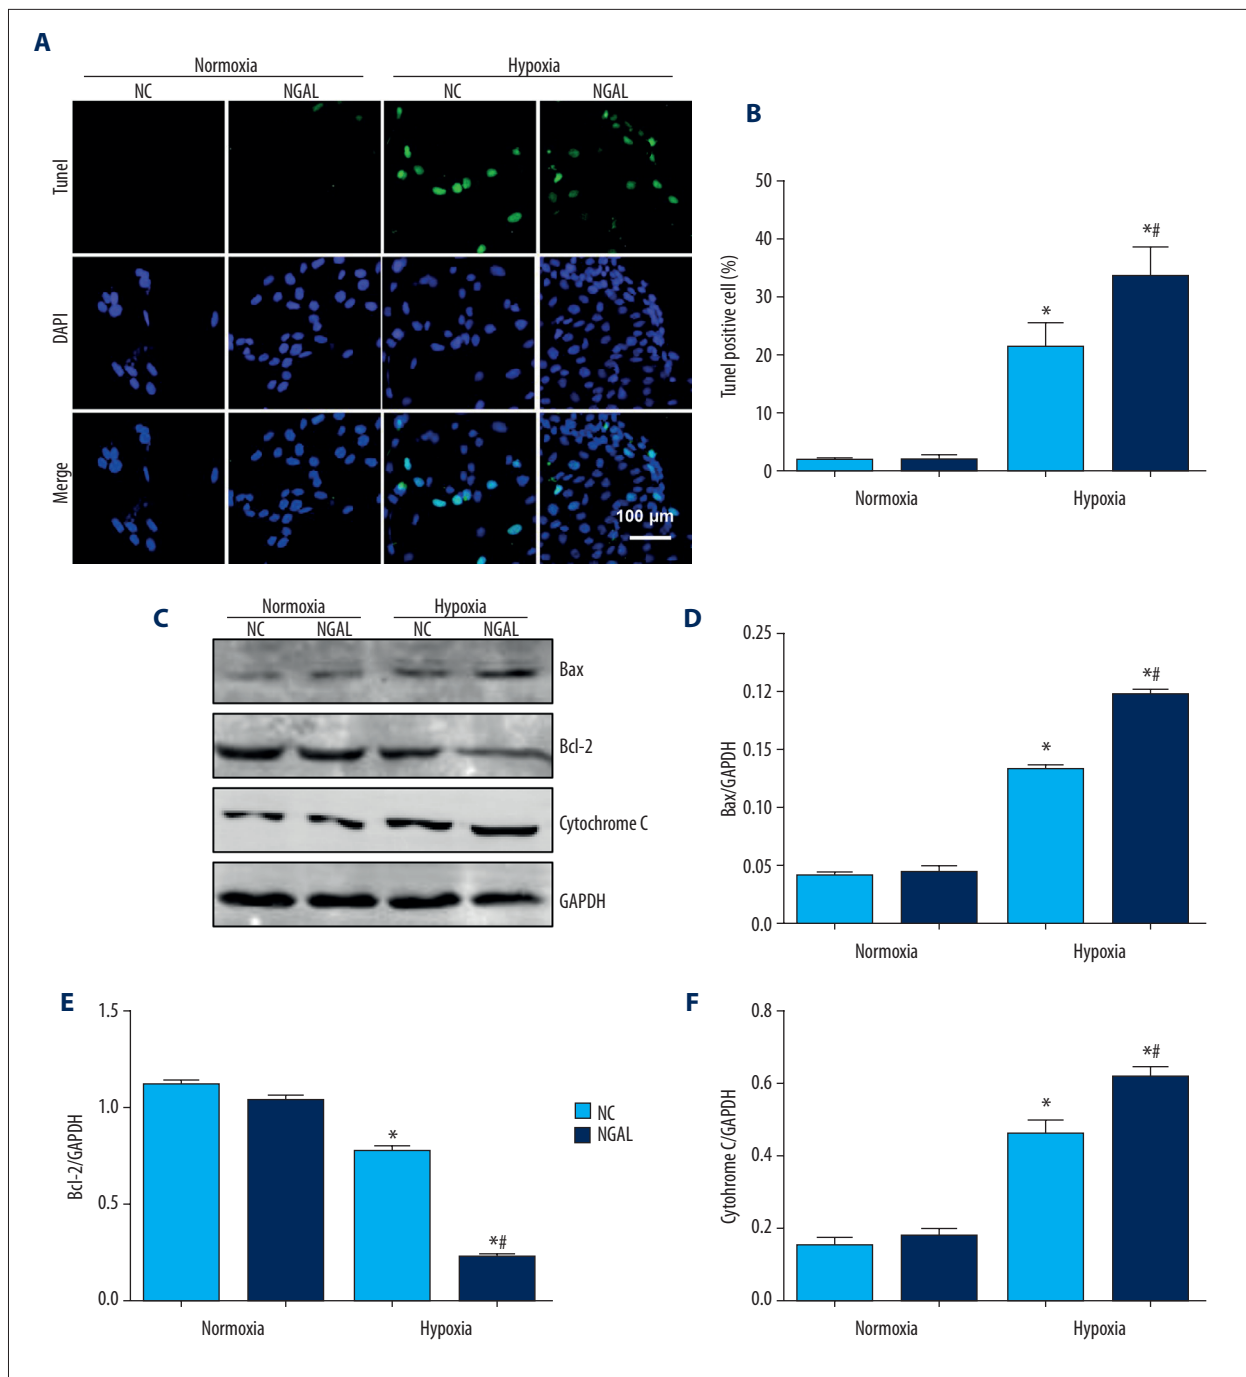 A
Normoxia
Hypoxia
NC
NGAL
NC
NGAL
Tunel
DAPI
Merge
100 µm
B
Tunel positive cell (%)
50
40
30
20
10
0
*
*#
Normoxia
Hypoxia
C
Normoxia
Hypoxia
NC
NGAL
NC
NGAL
Bax
Bcl-2
Cytochrome C
GAPDH
D
Bax/GAPDH
0.25
0.12
0.15
0.10
0.05
0.0
*
*#
Normoxia
Hypoxia
E
Bcl-2/GAPDH
1.5
1.0
0.5
0.0
*
*#
Normoxia
Hypoxia
NC
NGAL
F
Cytohrome C/GAPDH
0.8
0.6
0.4
0.2
0.0
*
*#
Normoxia
Hypoxia